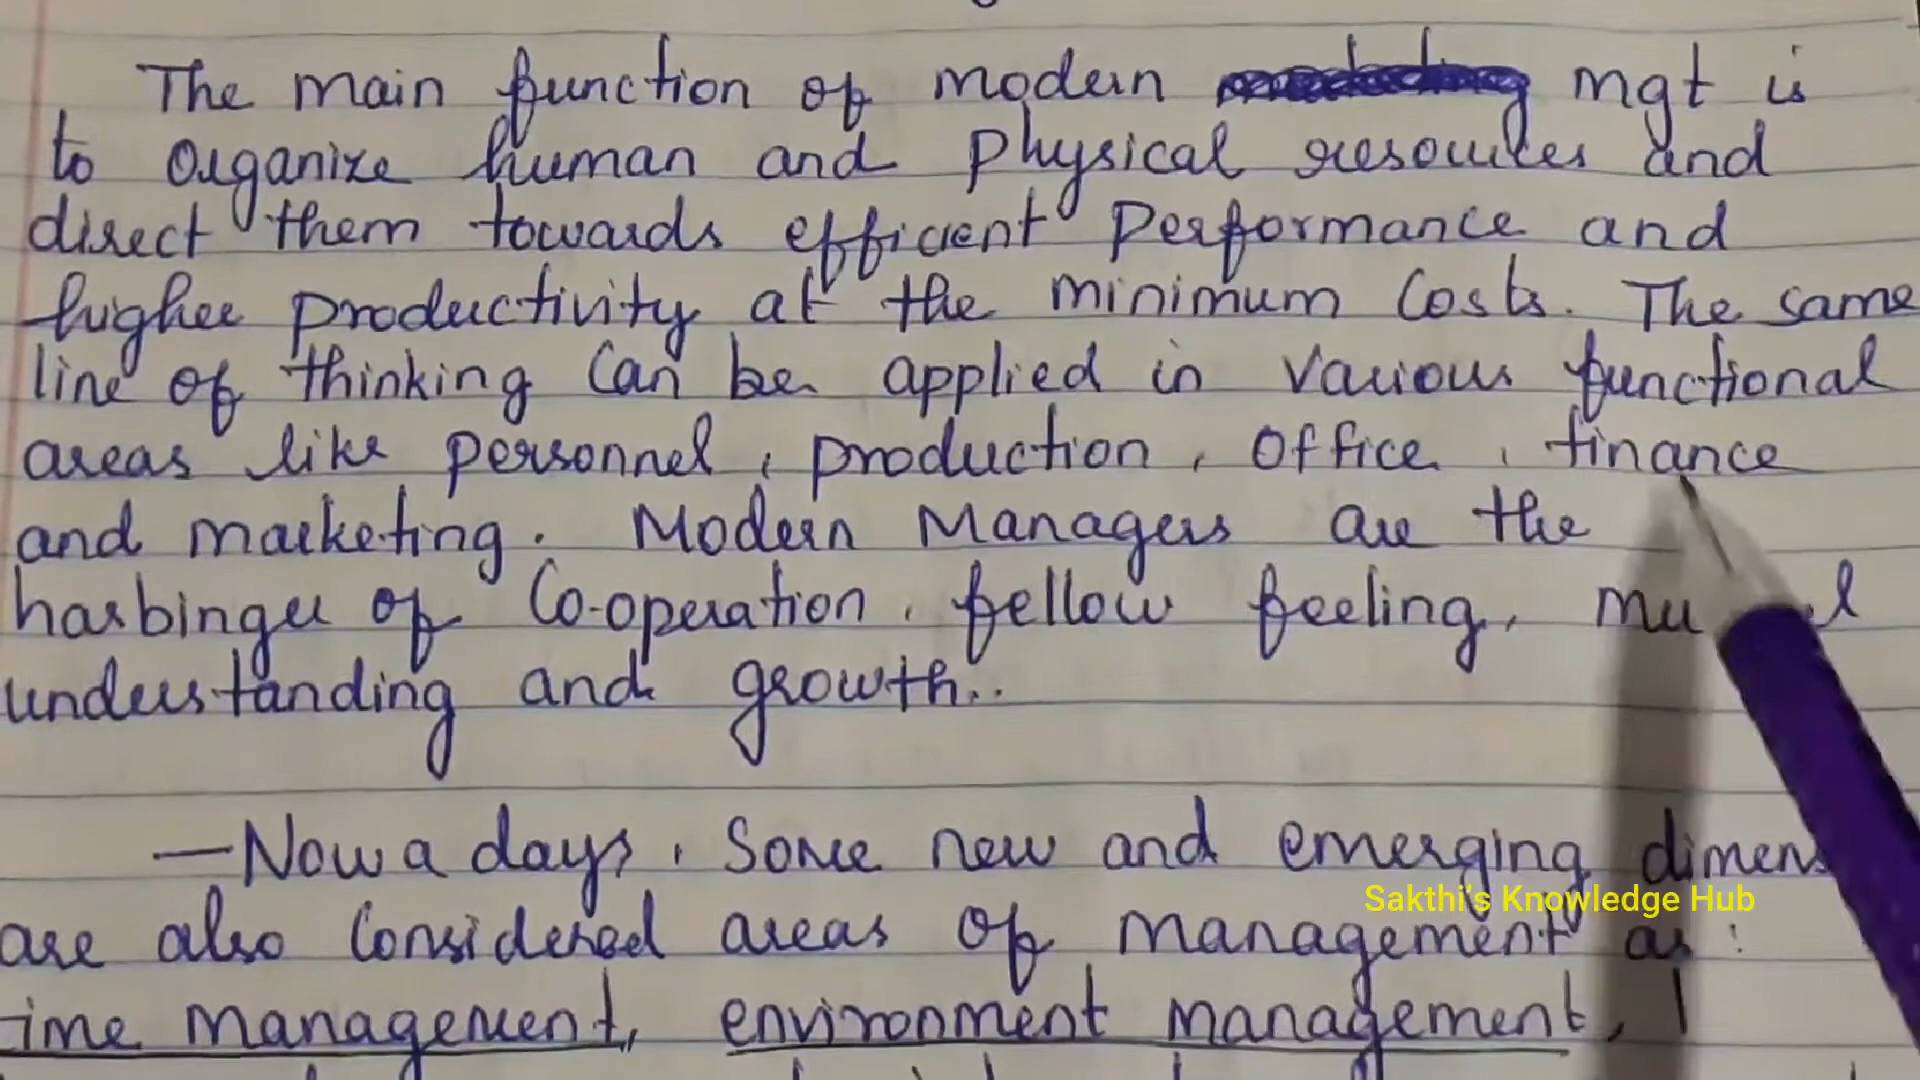 The main function of modern mgt is
to organize human and physical resources and
direct them towards efficient performance and
higher productivity at the minimum costs. The same
line of thinking can be applied in various functional
areas like personnel, production, office, finance
and marketing. Modern Managers are the
harbinger of Co-operation, fellow feeling,
understanding and growth..
— Now a days, Some new and emerging
Sakthi's Knowledge Hub
are also considered areas of management as:
management, environment management,